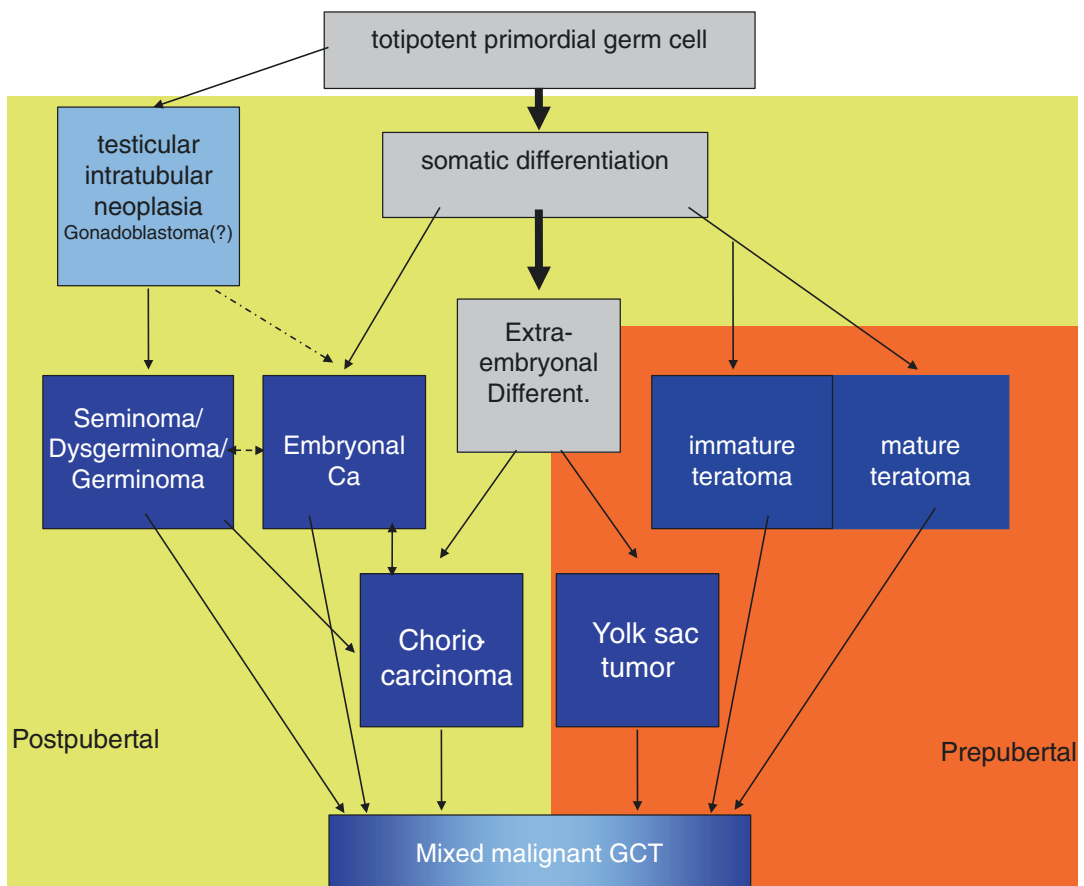 totipotent primordial germ cell
testicular
intratubular
neoplasia
Gonadoblastoma(?)
somatic differentiation
Extra-
embryonal
Different.
Seminoma/
Dysgerminoma/
Germinoma
Embryonal
Ca
immature
teratoma
mature
teratoma
Chorio-
carcinoma
Yolk sac
tumor
Postpubertal
Prepubertal
Mixed malignant GCT